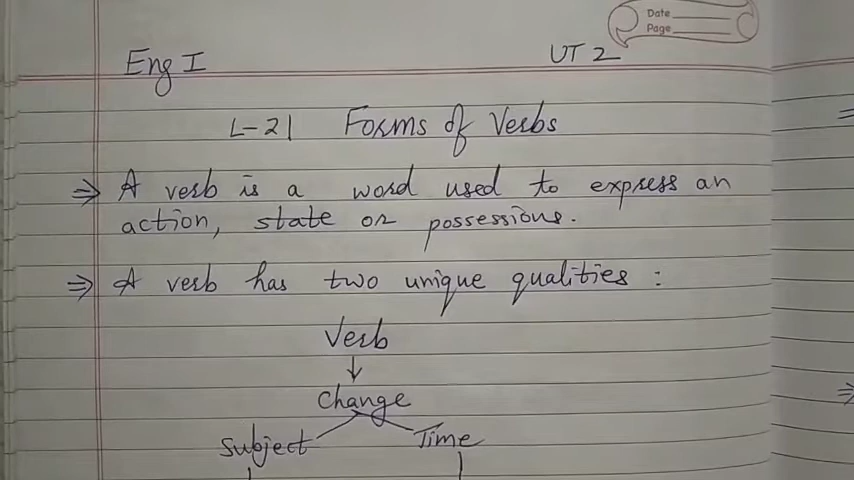 Date
Page
Eng I UT 2
L-21 Forms of Verbs
⇒ A verb is a word used to express an
action, state or possessions.
⇒ A verb has two unique qualities :
Verb
↓
Change
Subject Time